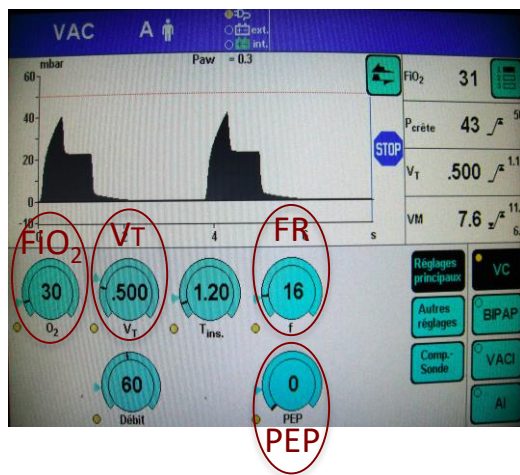 VAC A
ext.
int.
mbar
Paw = 0.3
60
40
20
0
-10
4
s
STOP
FiO2 31
Pcrête 43
VT .500
VM 7.6
FiO2
VT
FR
30
O2
.500
VT
1.20
Tins.
16
f
60
Débit
0
PEP
PEP
Réglages principaux
Autres réglages
Comp.- Sonde
VC
BIPAP
VACI
AI